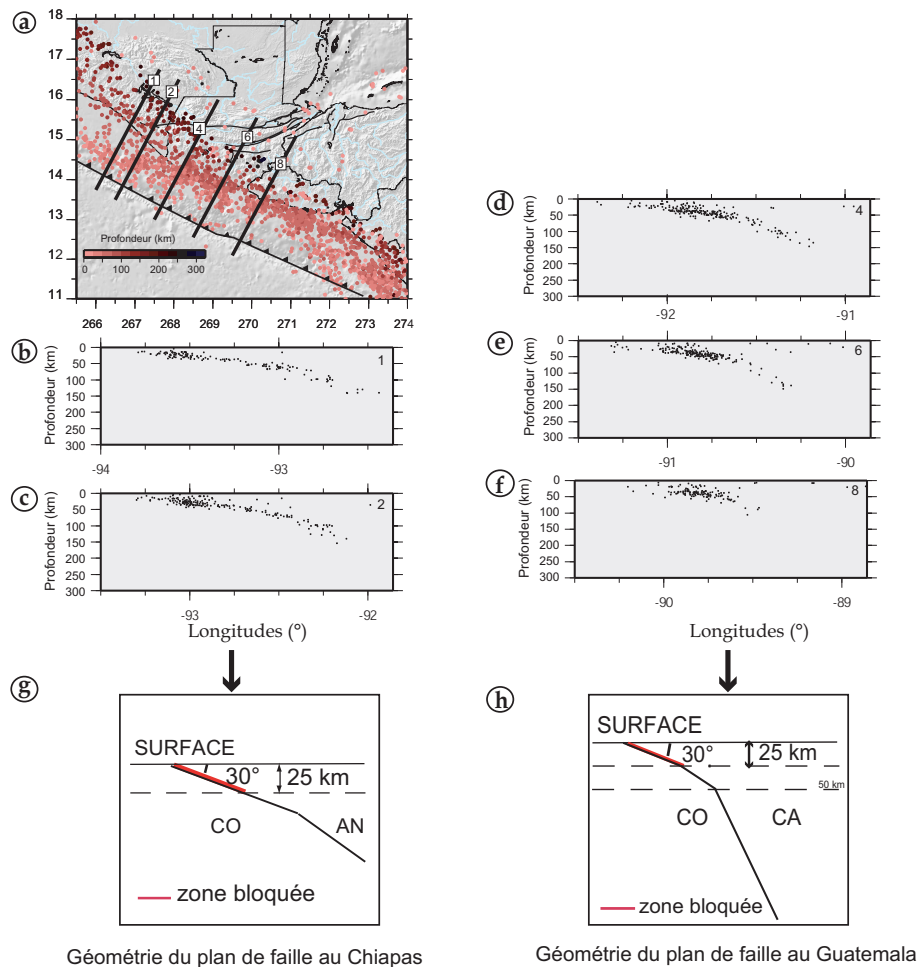 a
18
17
16
15
14
13
12
11
1
2
4
6
8
Profondeur (km)
0 100 200 300
266 267 268 269 270 271 272 273 274
b
Profondeur (km)
0
50
100
150
200
250
300
1
-94 -93
c
Profondeur (km)
0
50
100
150
200
250
300
2
-93 -92
Longitudes (°)
d
Profondeur (km)
0
50
100
150
200
250
300
4
-92 -91
e
Profondeur (km)
0
50
100
150
200
250
300
6
-91 -90
f
Profondeur (km)
0
50
100
150
200
250
300
8
-90 -89
Longitudes (°)
g
SURFACE
30° 25 km
CO AN
zone bloquée
Géométrie du plan de faille au Chiapas
h
SURFACE
30° 25 km
50 km
CO CA
zone bloquée
Géométrie du plan de faille au Guatemala